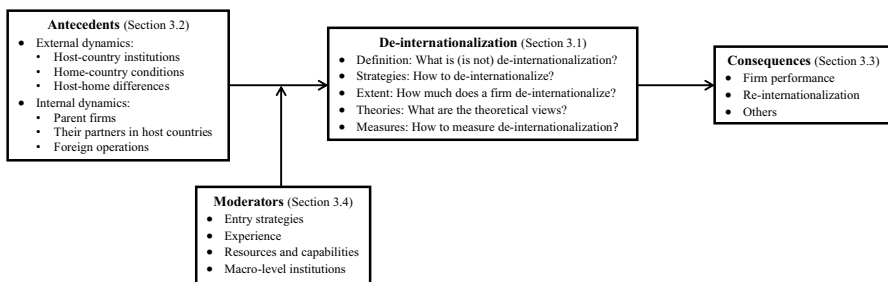 Antecedents (Section 3.2)
● External dynamics:
• Host-country institutions
• Home-country conditions
• Host-home differences
● Internal dynamics:
• Parent firms
• Their partners in host countries
• Foreign operations
De-internationalization (Section 3.1)
● Definition: What is (is not) de-internationalization?
● Strategies: How to de-internationalize?
● Extent: How much does a firm de-internationalize?
● Theories: What are the theoretical views?
● Measures: How to measure de-internationalization?
Consequences (Section 3.3)
● Firm performance
● Re-internationalization
● Others
Moderators (Section 3.4)
● Entry strategies
● Experience
● Resources and capabilities
● Macro-level institutions